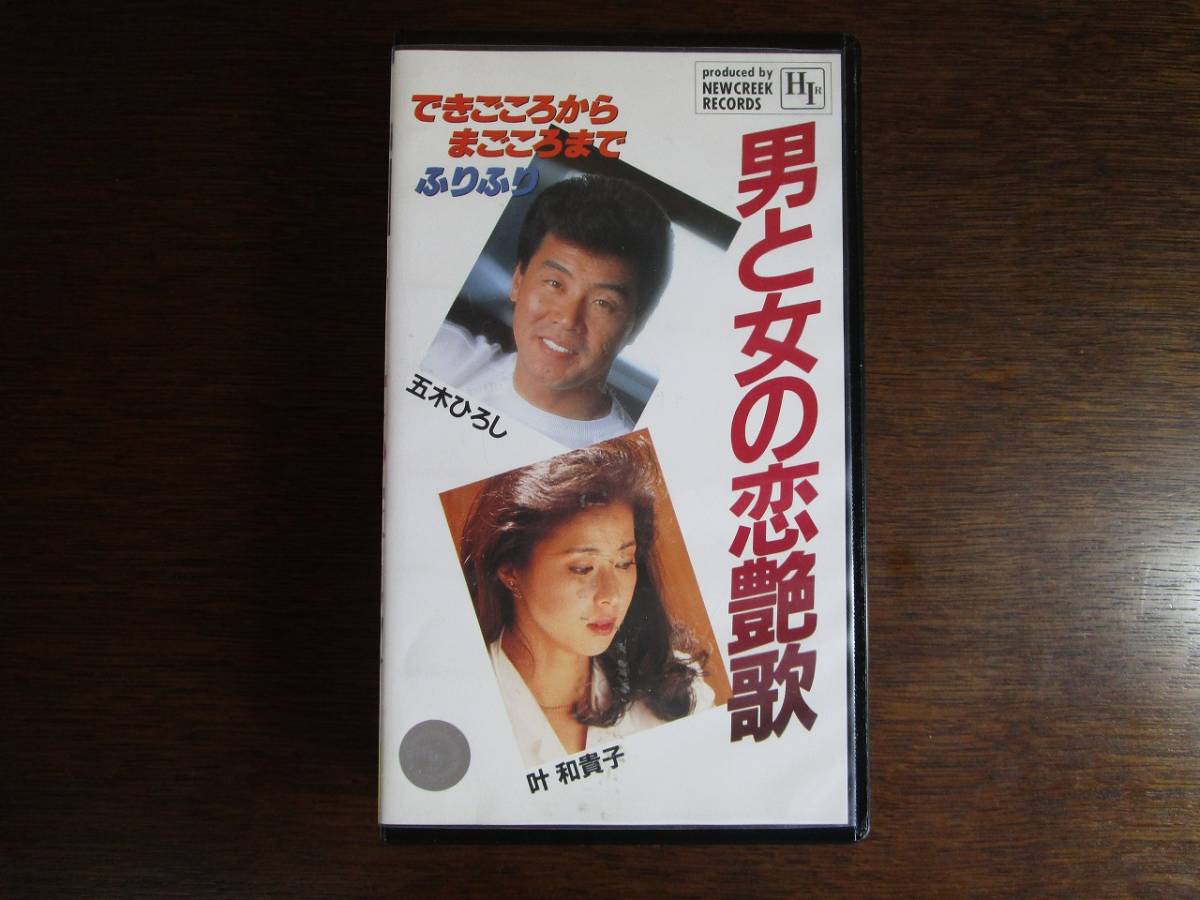 produced by
NEWCREEK
RECORDS
HIR
できごころから
まごころまで
ふりふり
男と女の恋艶歌
五木ひろし
叶 和貴子